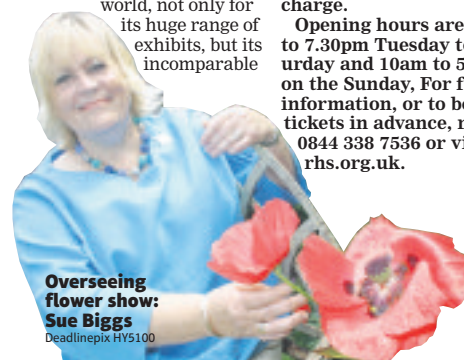 world, not only for
its huge range of
exhibits, but its
incomparable
charge.
Opening hours are
to 7.30pm Tuesday to
urday and 10am to 5
on the Sunday, For f
information, or to bo
tickets in advance, r
0844 338 7536 or vi
rhs.org.uk.
Overseeing
flower show:
Sue Biggs
Deadlinepix HY5100